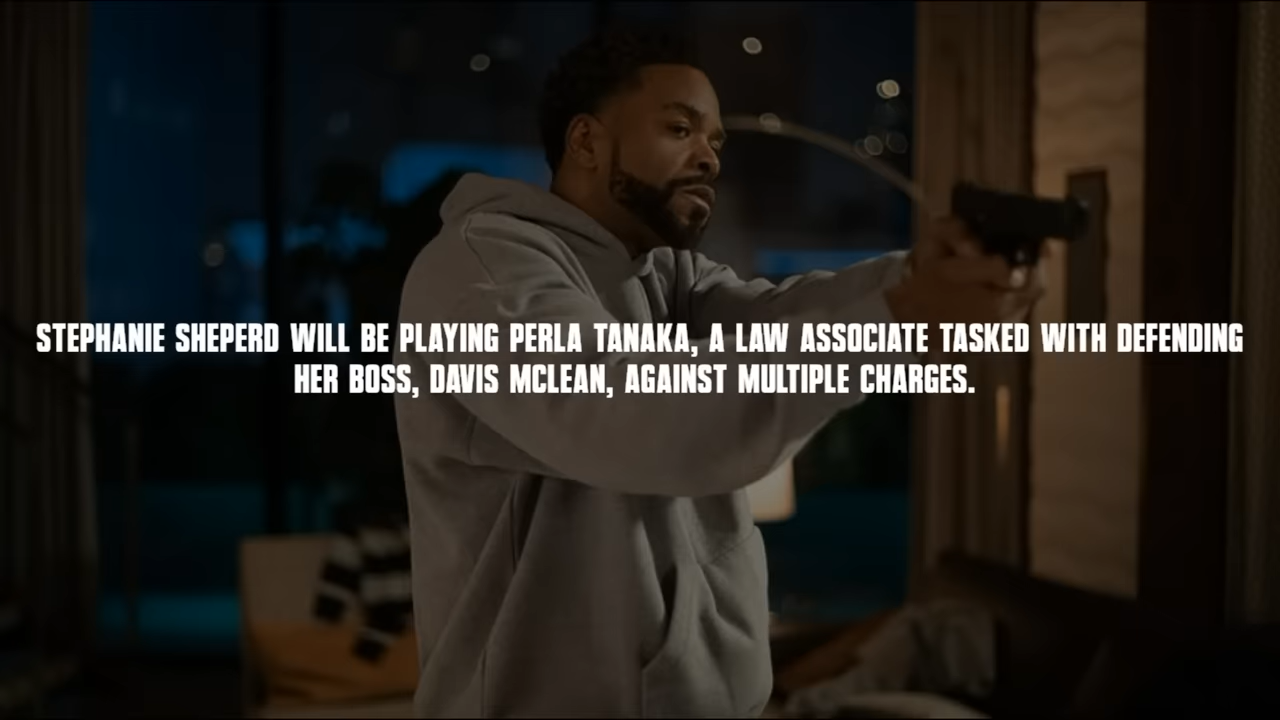 STEPHANIE SHEPERD WILL BE PLAYING PERLA TANAKA, A LAW ASSOCIATE TASKED WITH DEFENDING
HER BOSS, DAVIS MCLEAN, AGAINST MULTIPLE CHARGES.